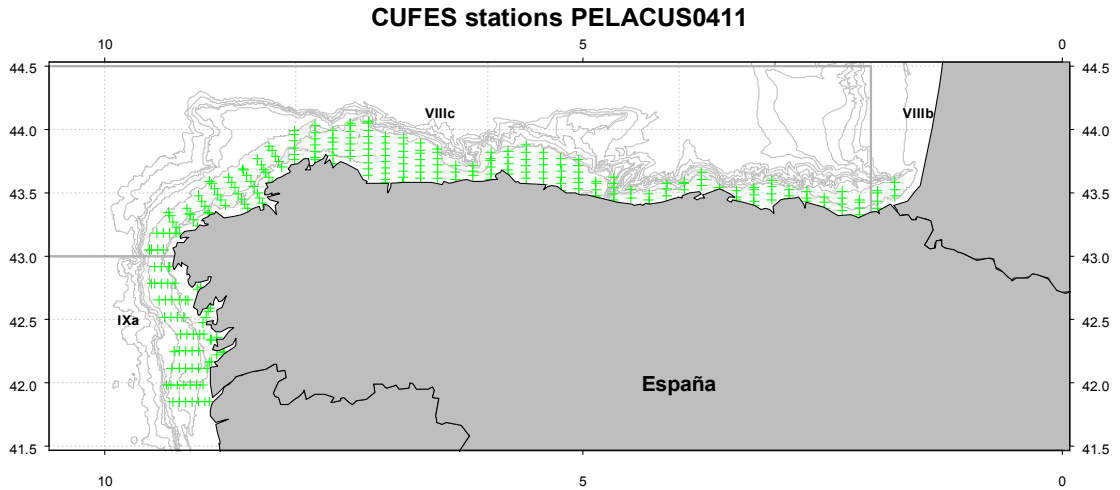 CUFES stations PELACUS0411
10 5 0
44.5 44.5
VIIIc VIIIb
44.0 44.0
43.5 43.5
43.0 43.0
IXa
42.5 42.5
España
42.0 42.0
41.5 41.5
10 5 0